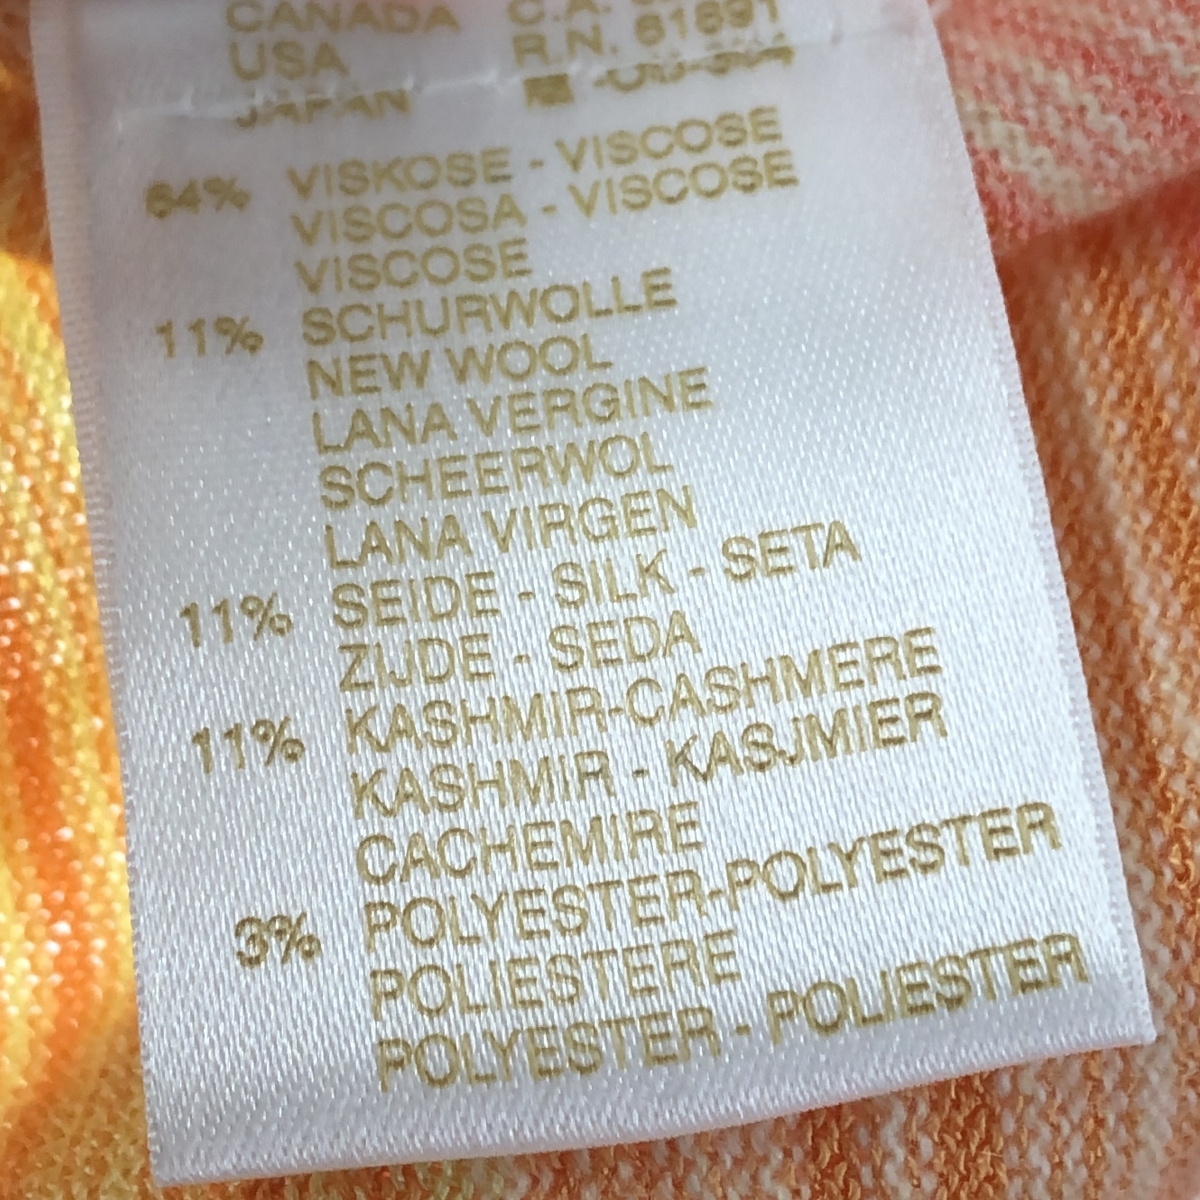 CANADA C.A.
USA R.N. 61891
JAPAN
64% VISKOSE - VISCOSE
VISCOSA - VISCOSE
VISCOSE
11% SCHURWOLLE
NEW WOOL
LANA VERGINE
SCHEERWOL
LANA VIRGEN
11% SEIDE - SILK - SETA
ZIJDE - SEDA
11% KASHMIR-CASHMERE
KASHMIR - KASJMIER
CACHEMIRE
3% POLYESTER-POLYESTER
POLIESTERE
POLYESTER - POLIESTER